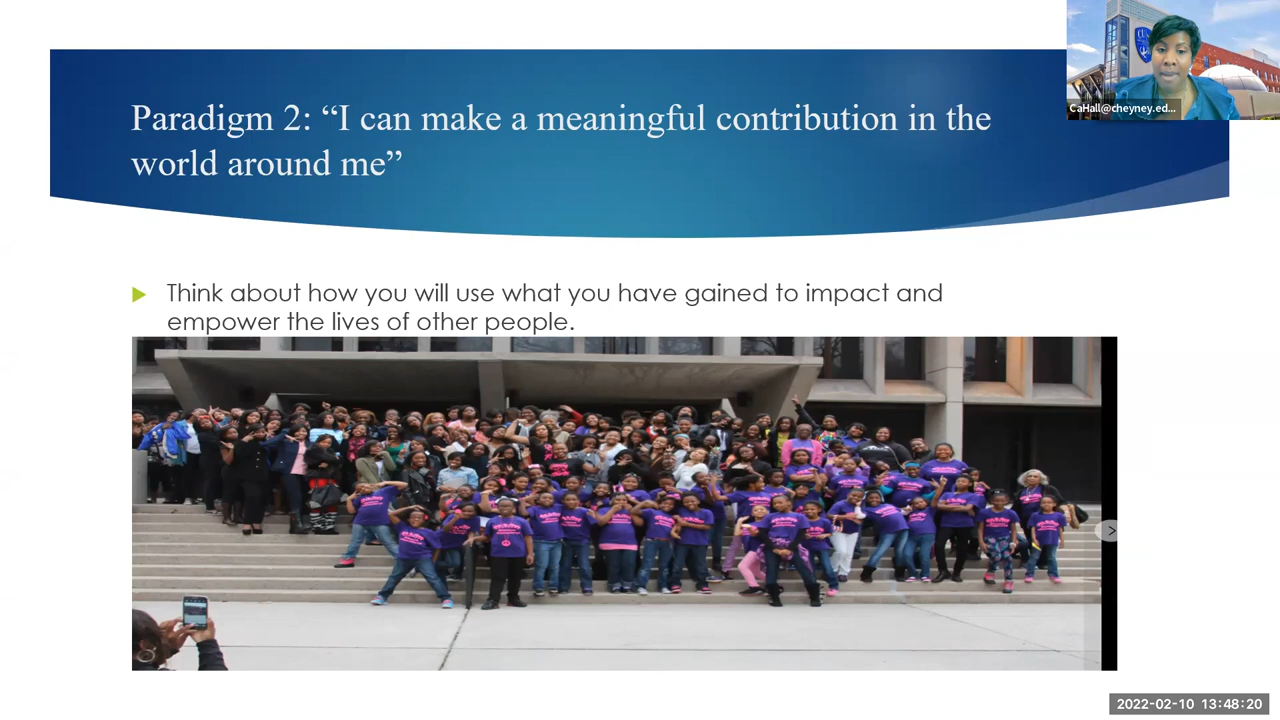 Paradigm 2: “I can make a meaningful contribution in the
world around me”
CaHall@cheyney.ed...
Think about how you will use what you have gained to impact and
empower the lives of other people.
2022-02-10 13:48:20